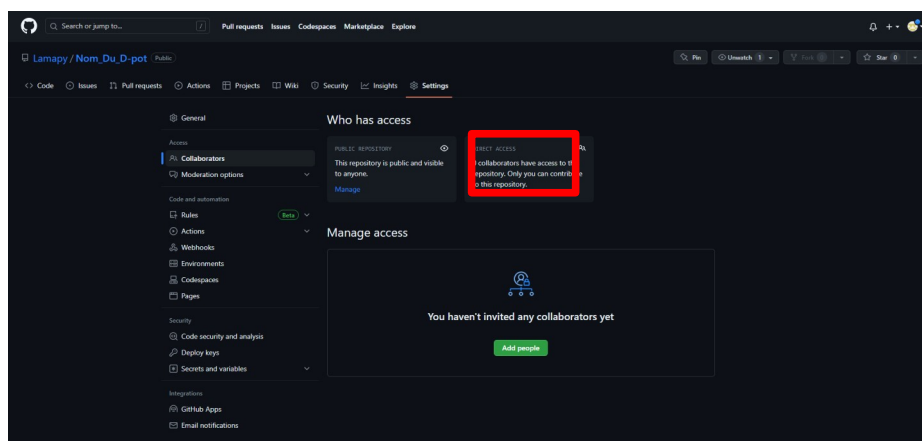 Search or jump to... /
Pull requests Issues Codespaces Marketplace Explore
Lamapy / Nom_Du_D-pot Public
Pin Unwatch 1 Fork 0 Star 0
Code Issues Pull requests Actions Projects Wiki Security Insights Settings
General
Access
Collaborators
Moderation options
Code and automation
Rules Beta
Actions
Webhooks
Environments
Codespaces
Pages
Security
Code security and analysis
Deploy keys
Secrets and variables
Integrations
GitHub Apps
Email notifications
Who has access
PUBLIC REPOSITORY
This repository is public and visible
to anyone.
Manage
DIRECT ACCESS
collaborators have access to
repository. Only you can contribute
to this repository.
Manage access
You haven't invited any collaborators yet
Add people